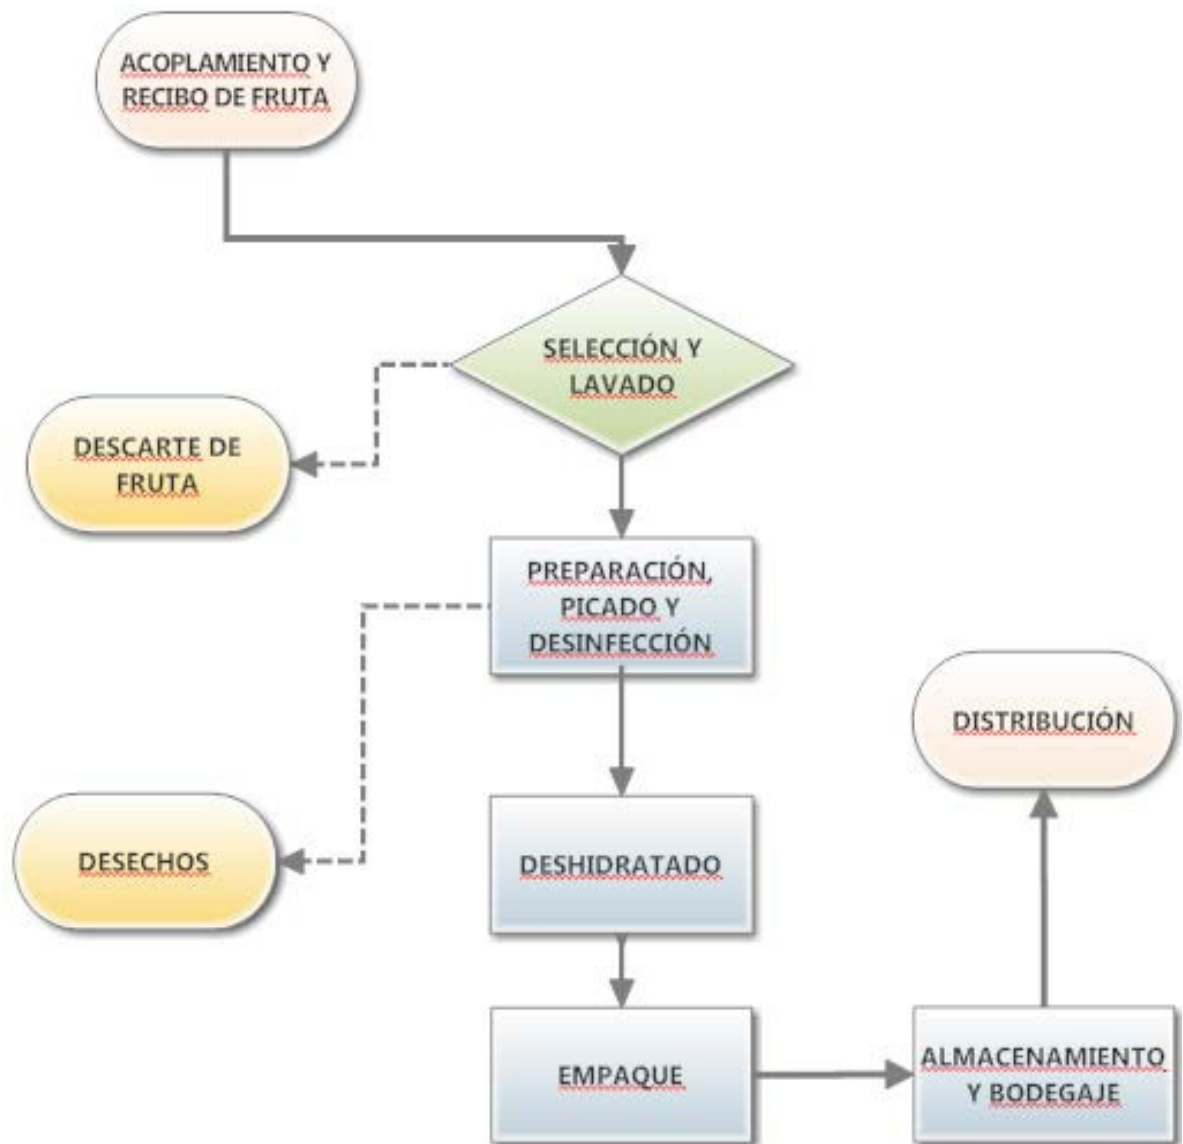 ACOPLAMIENTO Y
RECIBO DE FRUTA
SELECCIÓN Y
LAVADO
DESCARTE DE
FRUTA
PREPARACIÓN,
PICADO Y
DESINFECCIÓN
DISTRIBUCIÓN
DESECHOS
DESHIDRATADO
EMPAQUE
ALMACENAMIENTO
Y BODEGAJE